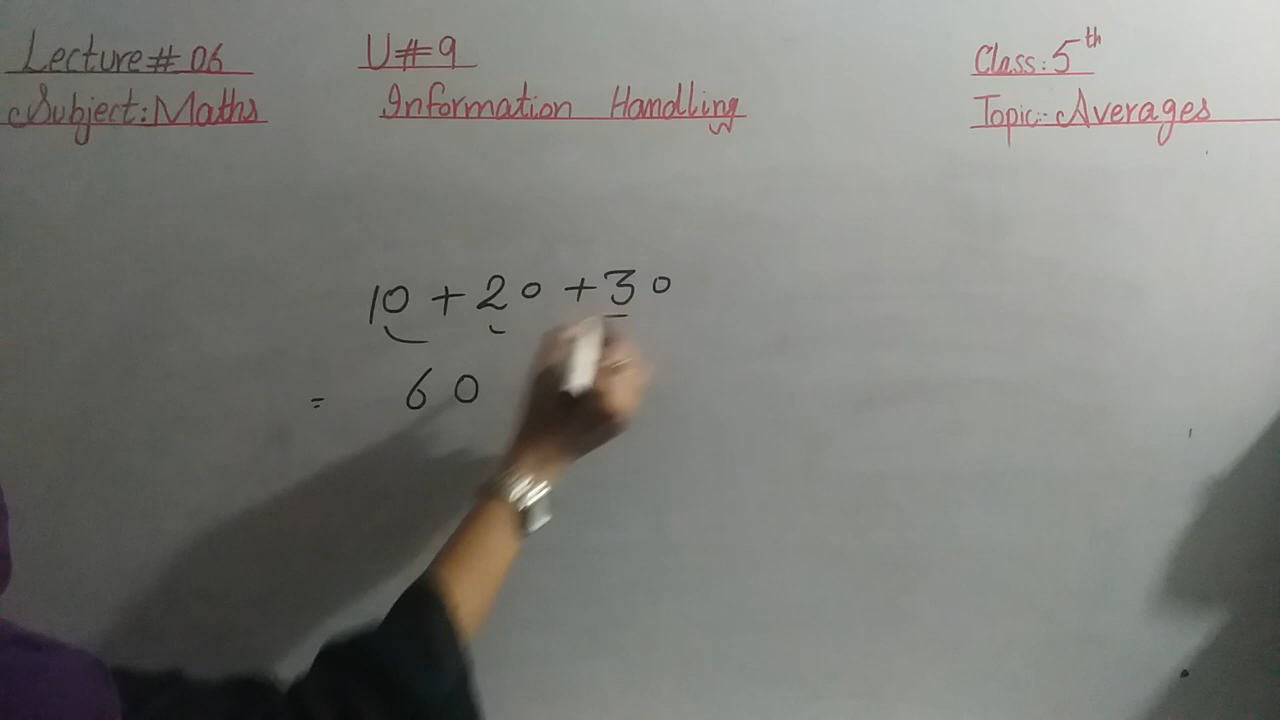 Lecture# 06
U#9
Class: 5th
Subject: Maths
Information Handling
Topic:- Averages
10 + 20 + 30
= 60